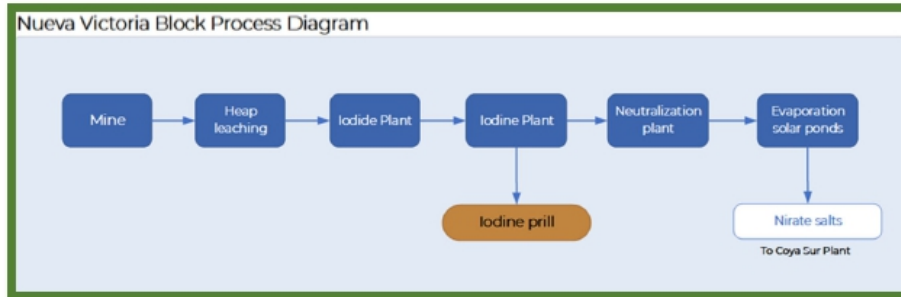 Nueva Victoria Block Process Diagram
Mine
Heap
leaching
Iodide Plant
Iodine Plant
Neutralization
plant
Evaporation
solar ponds
Iodine prill
Nirate salts
To Coya Sur Plant